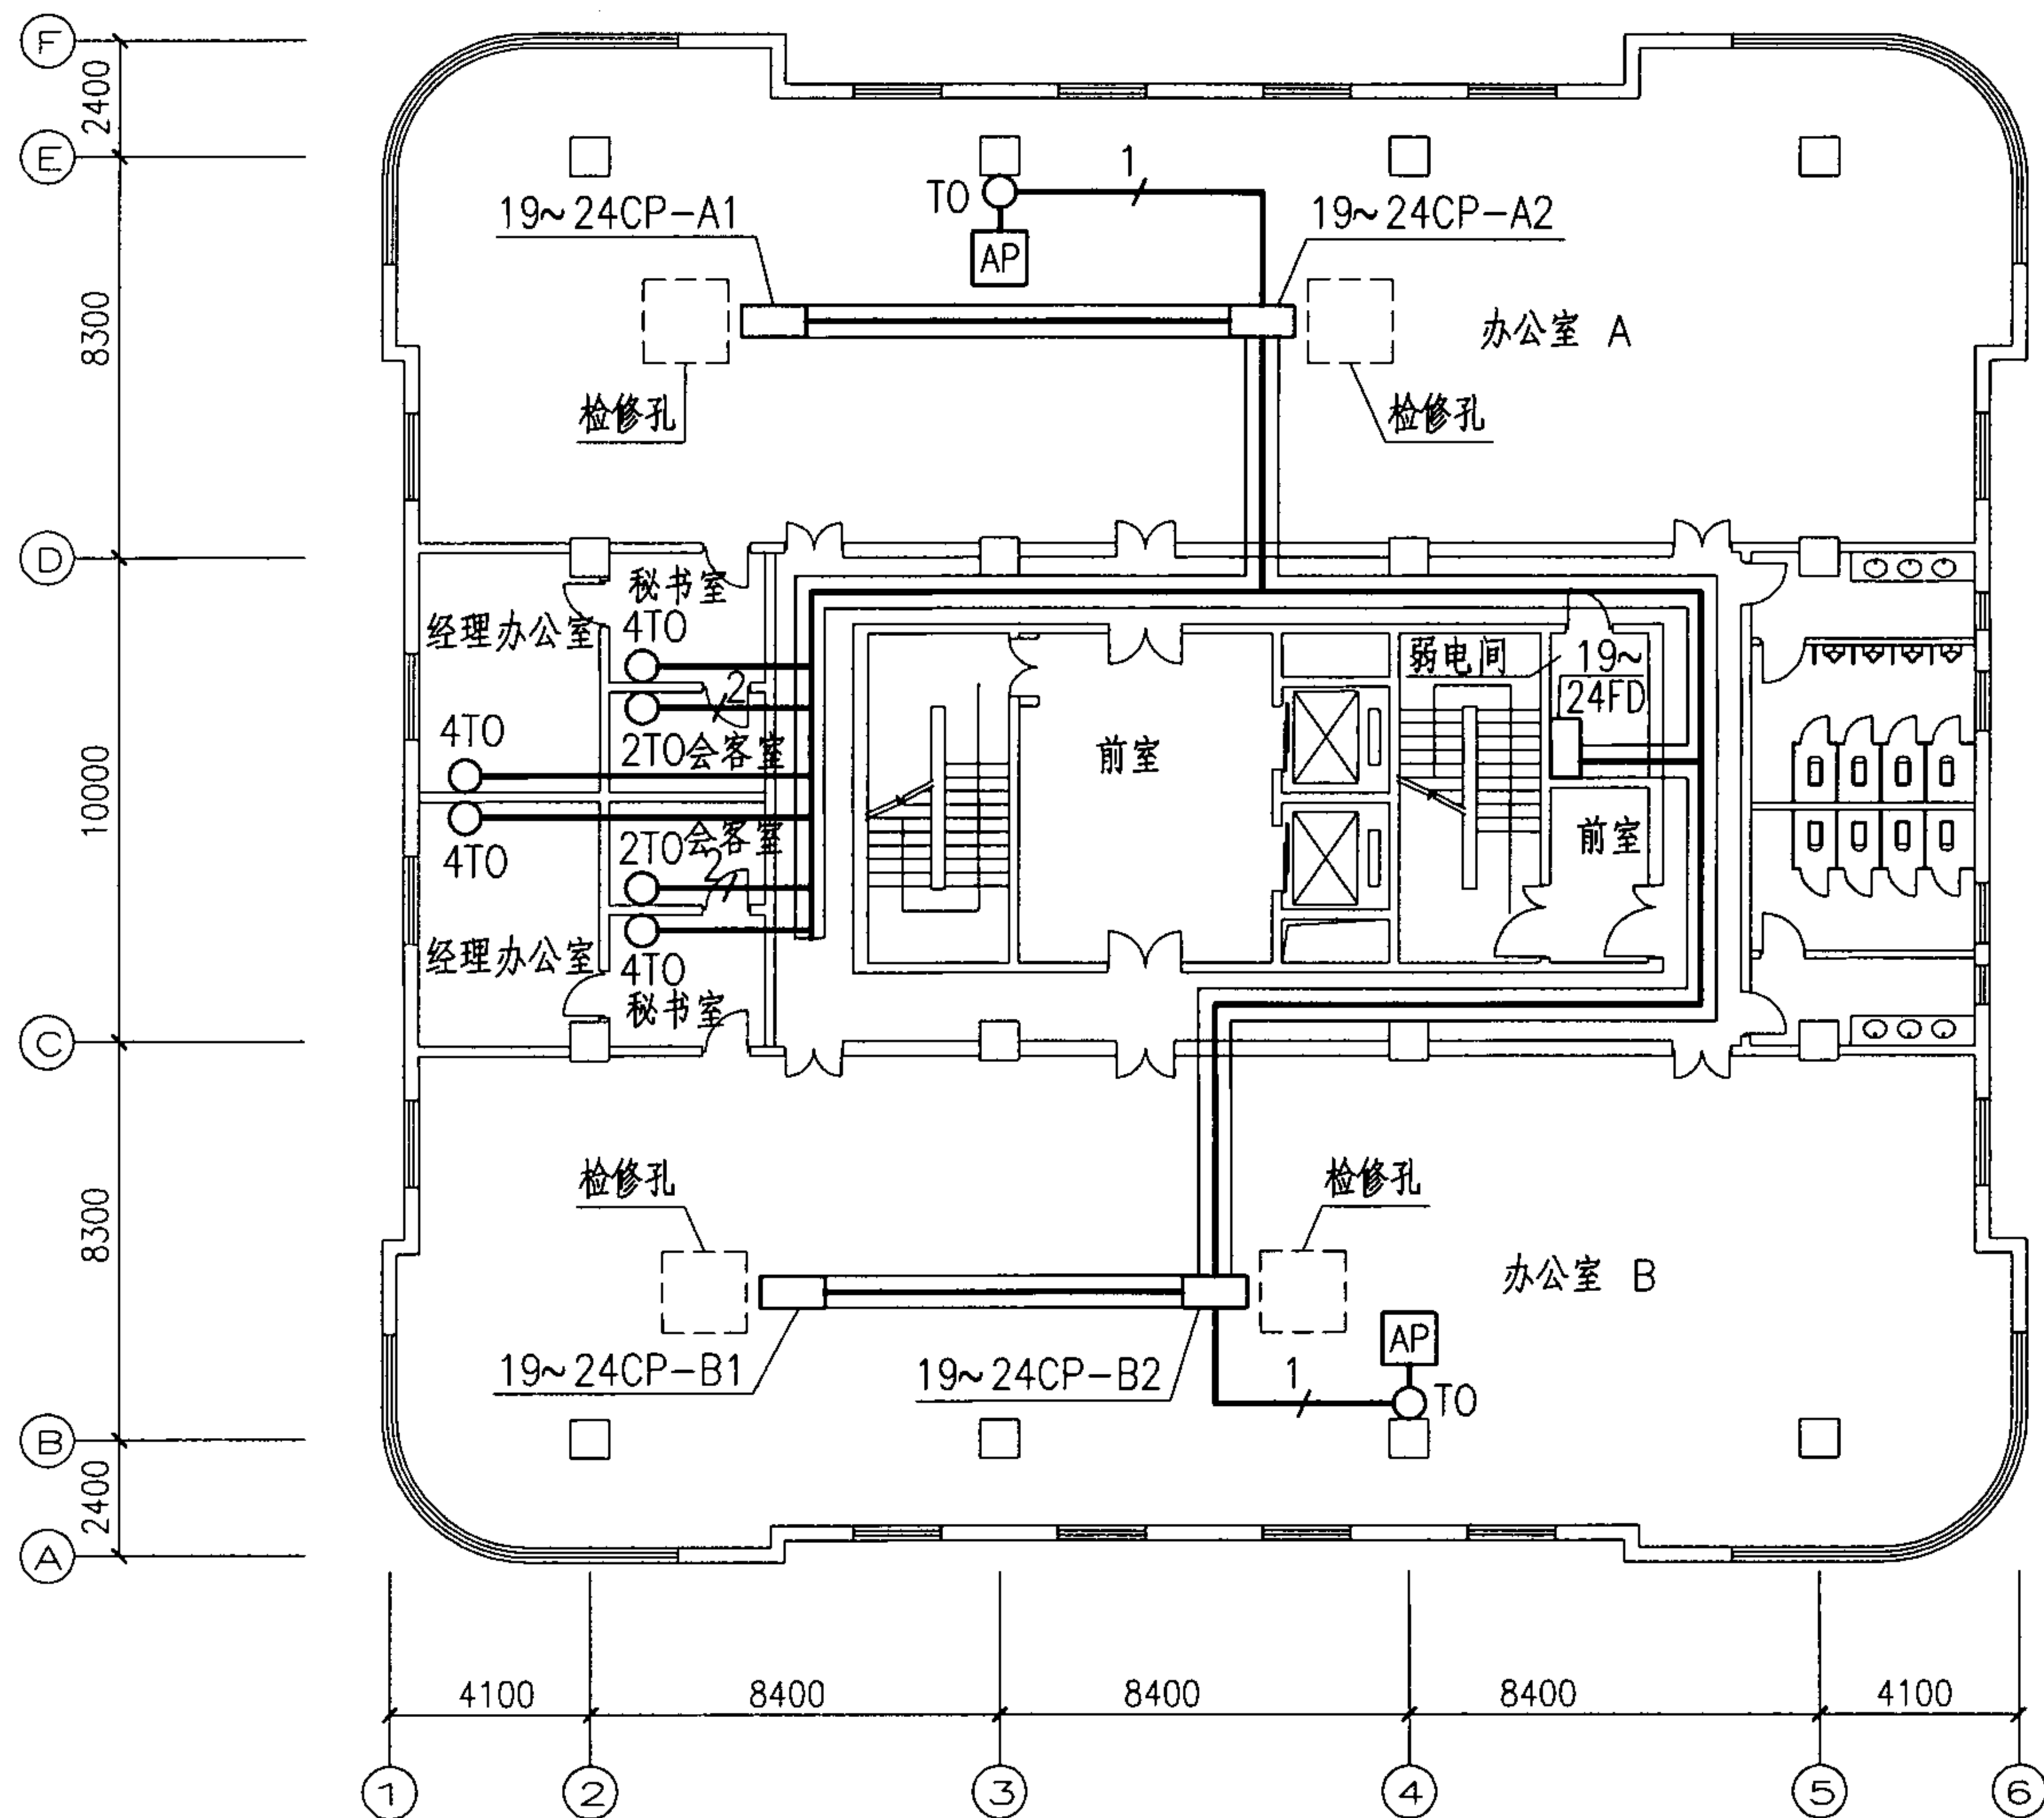 F
2400
E
1
TO
19~24CP-A1
19~24CP-A2
AP
8300
办公室 A
检修孔
检修孔
D
秘书室
经理办公室
4TO
弱电间
19~
24FD
2
4TO
2TO会客室
前室
10000
4TO
2TO会客室
2
前室
经理办公室
4TO
秘书室
C
检修孔
检修孔
8300
办公室 B
AP
19~24CP-B1
19~24CP-B2
1
TO
B
2400
A
4100
8400
8400
8400
4100
1
2
3
4
5
6